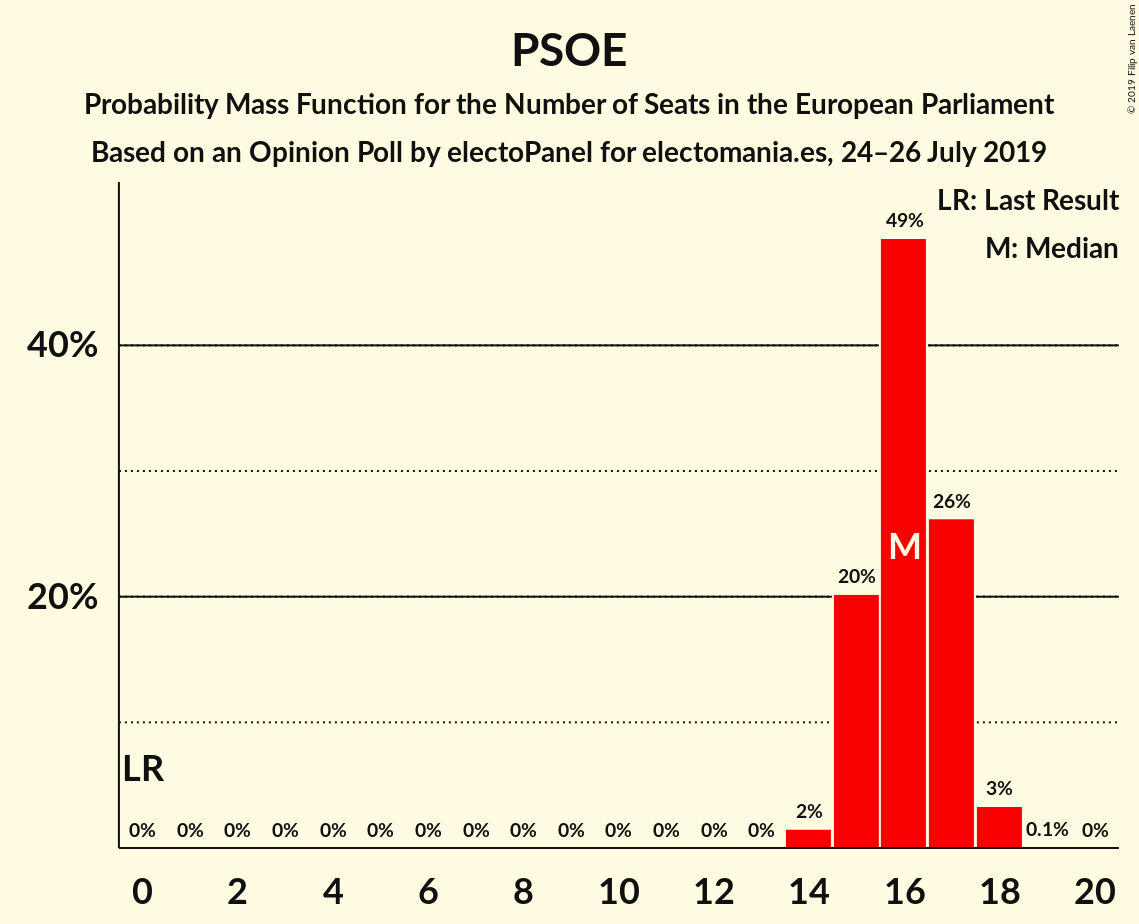 PSOE
Probability Mass Function for the Number of Seats in the European Parliament
Based on an Opinion Poll by electoPanel for electomania.es, 24–26 July 2019
© 2019 Filip van Laenen
LR: Last Result
M: Median
49%
40%
26%
M
20%
20%
LR
3%
2%
0% 0% 0% 0% 0% 0% 0% 0% 0% 0% 0% 0% 0% 0% 0.1% 0%
0 2 4 6 8 10 12 14 16 18 20